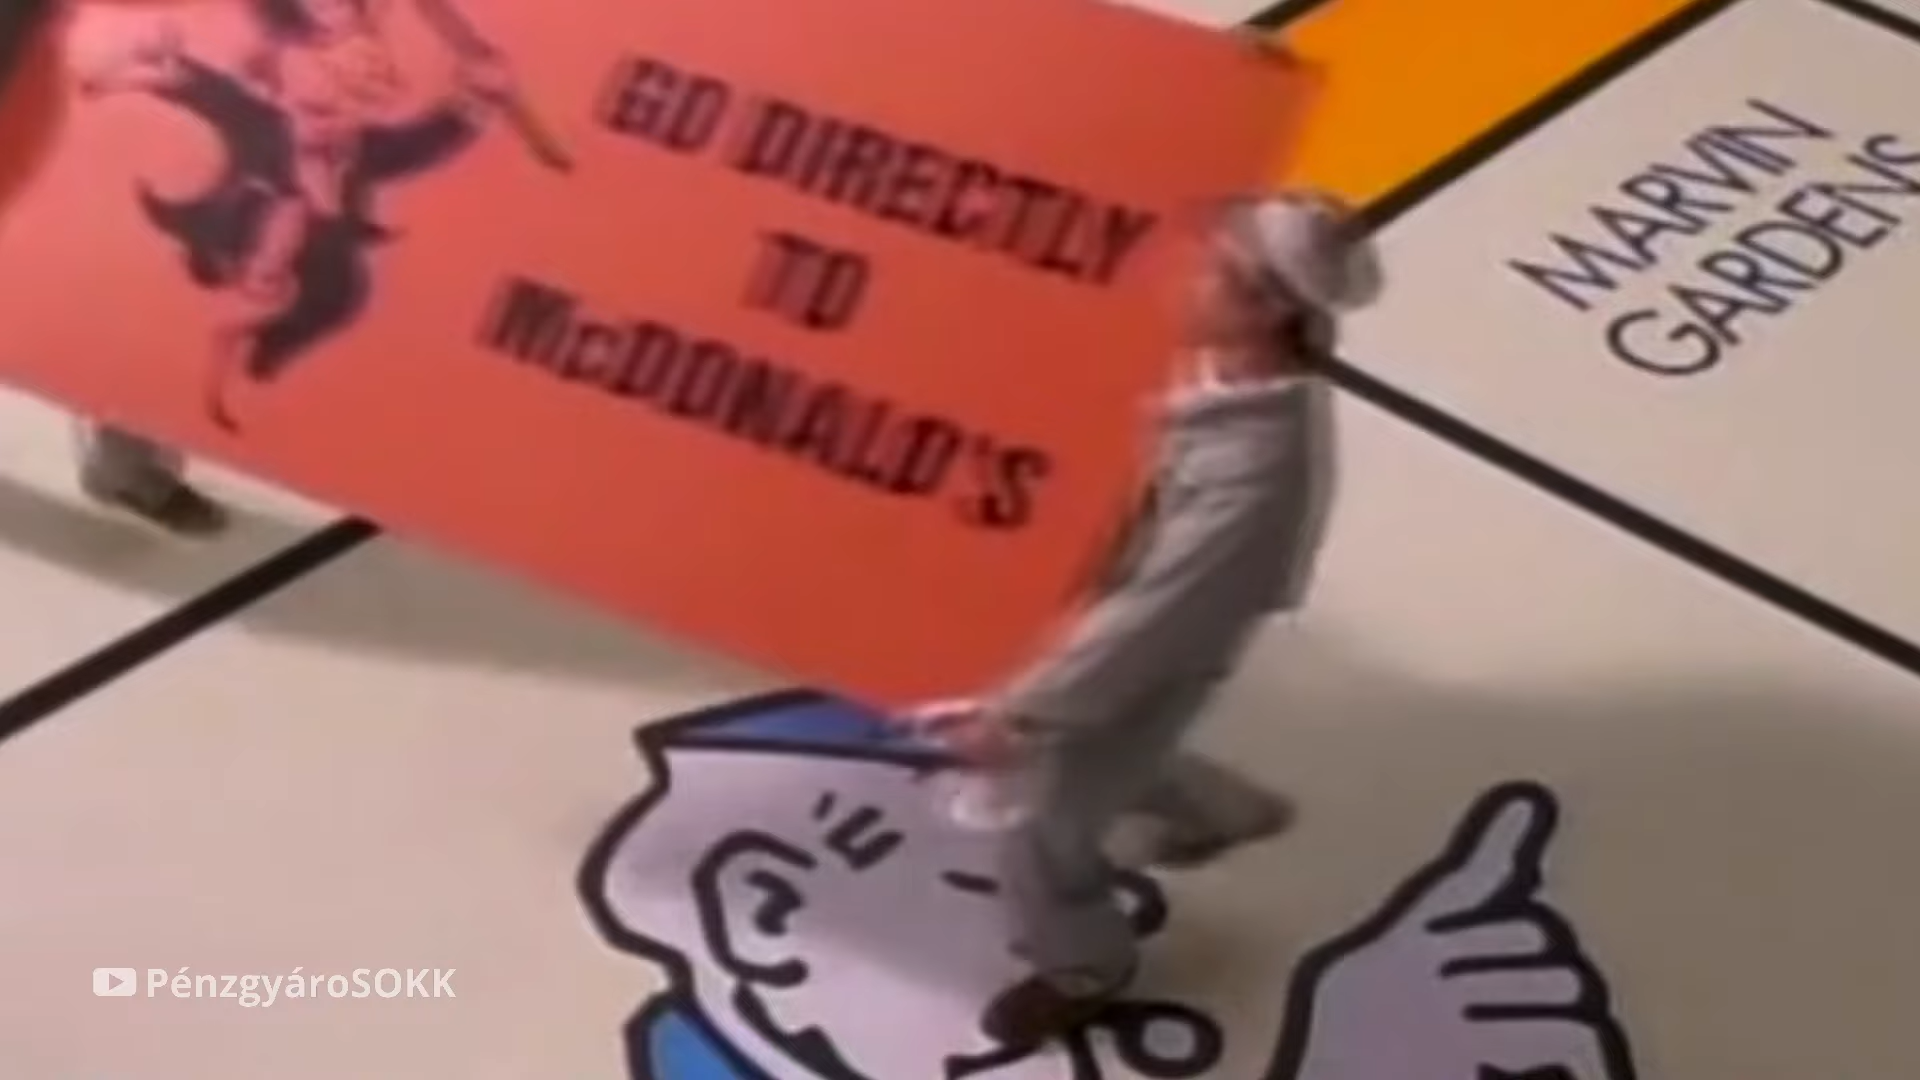 GO DIRECTLY
TO
McDONALD'S
MARVIN
GARDENS
PénzgyároSOKK